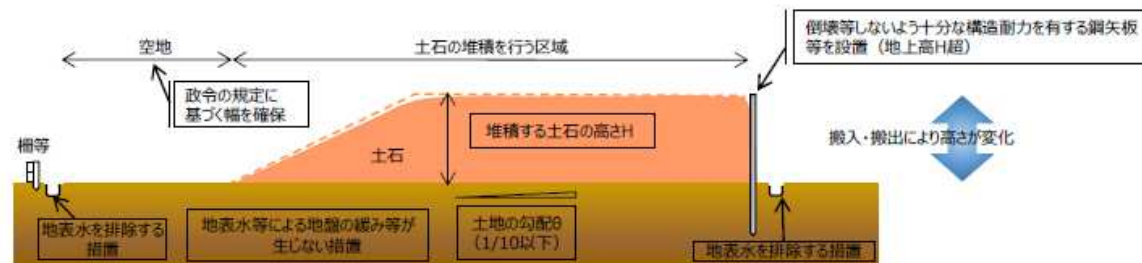 空地
土石の堆積を行う区域
倒壊等しないよう十分な構造耐力を有する鋼矢板
等を設置（地上高H超）
政令の規定に
基づく幅を確保
堆積する土石の高さH
搬入・搬出により高さが変化
柵等
土石
地表水を排除する
措置
地表水等による地盤の緩み等が
生じない措置
土地の勾配θ
（1/10以下）
地表水を排除する措置